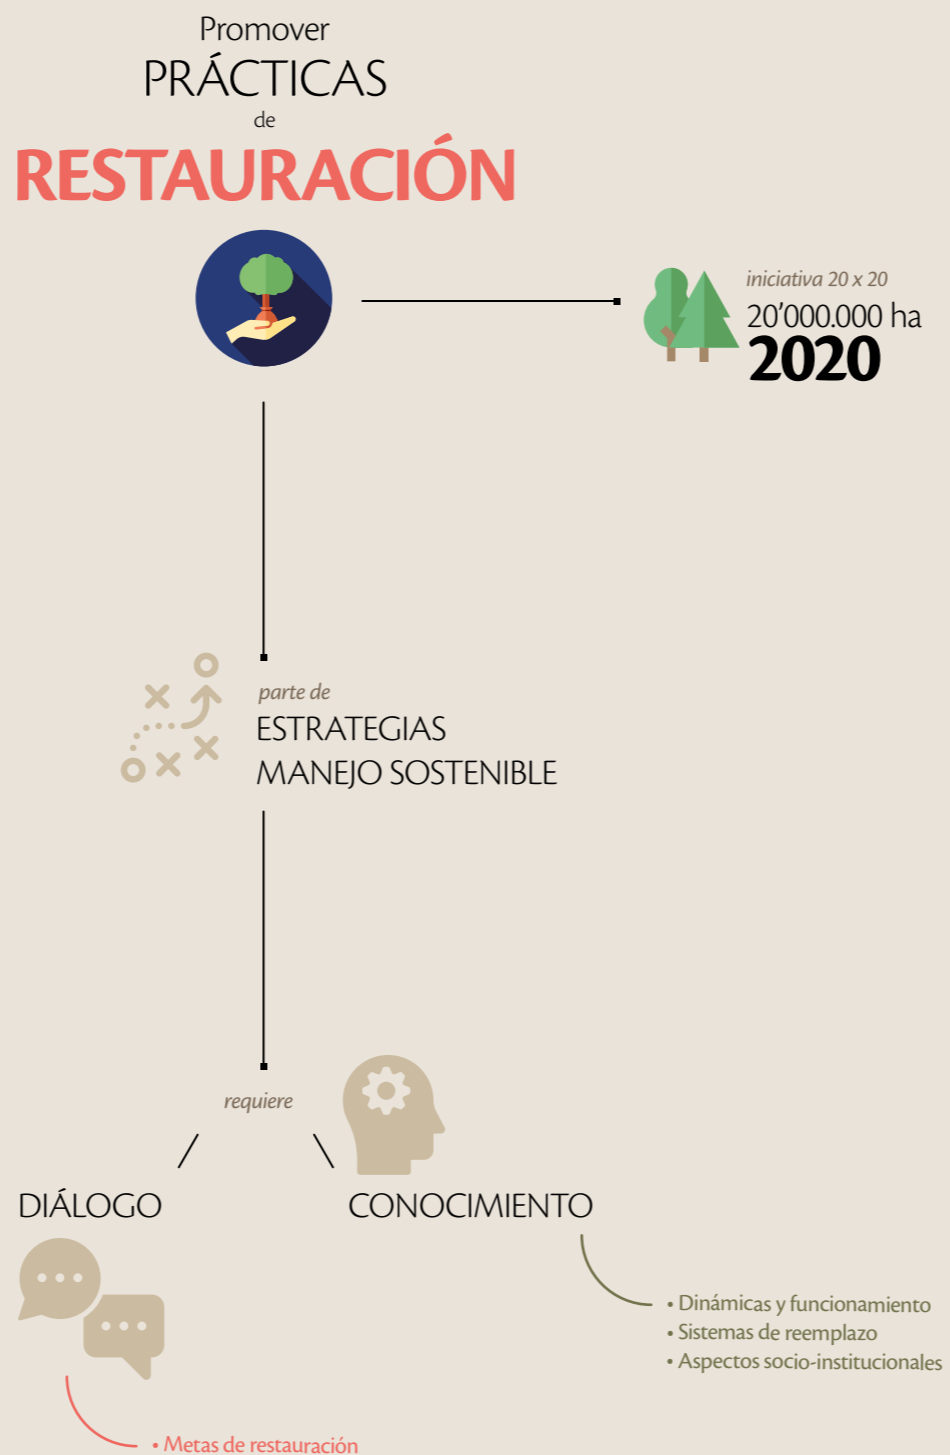 Promover
PRÁCTICAS
de
RESTAURACIÓN
iniciativa 20 x 20
20'000.000 ha
2020
parte de
ESTRATEGIAS
MANEJO SOSTENIBLE
requiere
DIÁLOGO
CONOCIMIENTO
• Dinámicas y funcionamiento
• Sistemas de reemplazo
• Aspectos socio-institucionales
• Metas de restauración